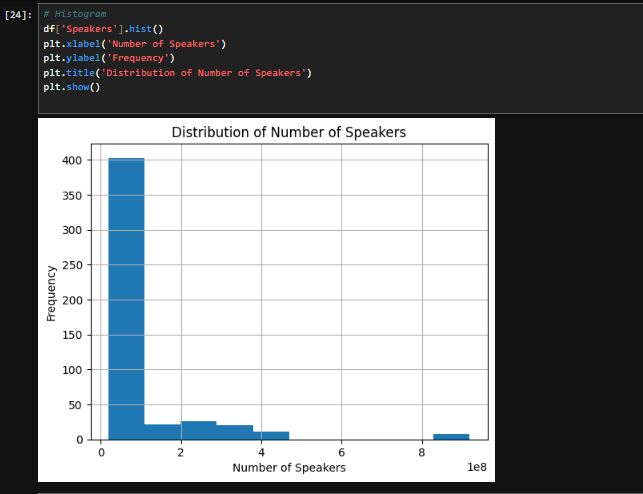 [24]: # Histogram
df['Speakers'].hist()
plt.xlabel('Number of Speakers')
plt.ylabel('Frequency')
plt.title('Distribution of Number of Speakers')
plt.show()
Distribution of Number of Speakers
400
350
300
250
200
150
100
50
0
Frequency
0 2 4 6 8
1e8
Number of Speakers